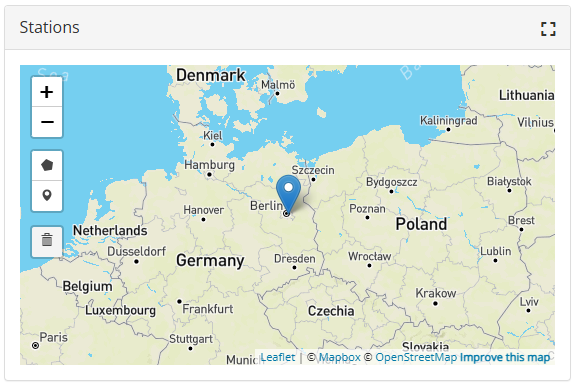 Stations
Sea
Denmark
Ba
Malmö
Lithuania
+
Kaliningrad
Vilnius
−
Kiel
Hamburg
Szczecin
Bydgoszcz
Białystok
Berlin
Hanover
Poznan
Netherlands
Poland
Brest
Dusseldorf
Germany
Dresden
Wrocław
Lublin
Belgium
Krakow
Luxembourg
Frankfurt
Czechia
Lviv
Paris
Stuttgart
Slovakia
Munic
Leaflet | © Mapbox © OpenStreetMap Improve this map